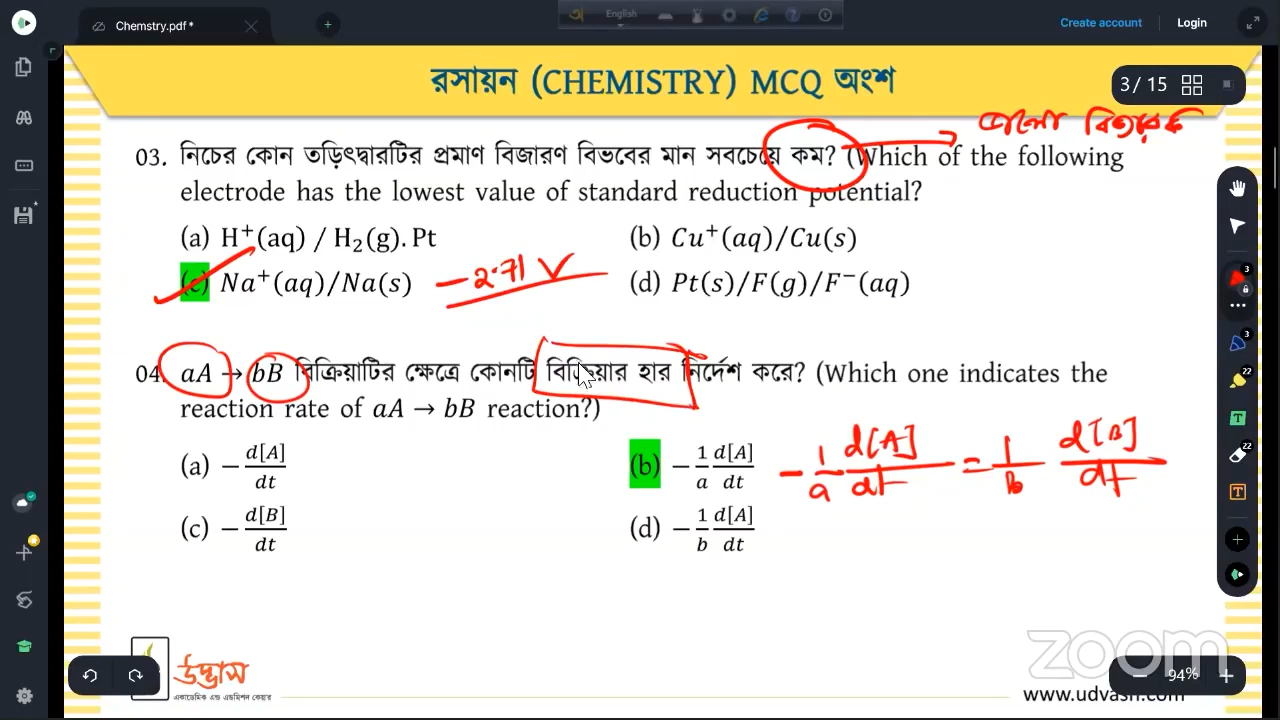 Chemstry.pdf *
English
Create account
Login
রসায়ন (CHEMISTRY) MCQ অংশ
3 / 15
03. নিচের কোন তড়িৎদ্বারটির প্রমাণ বিজারণ বিভবের মান সবচেয়ে কম? (Which of the following
electrode has the lowest value of standard reduction potential?
(a) H⁺(aq) / H₂(g). Pt
(b) Cu⁺(aq)/Cu(s)
(c) Na⁺(aq)/Na(s)
−2.71 V
(d) Pt(s)/F(g)/F⁻(aq)
04. aA → bB বিক্রিয়াটির ক্ষেত্রে কোনটি বিক্রিয়ার হার নির্দেশ করে? (Which one indicates the
reaction rate of aA → bB reaction?)
(a) − d[A]/dt
(b) − 1/a d[A]/dt
− 1/a d[A]/dt = 1/b d[B]/dt
(c) − d[B]/dt
(d) − 1/b d[A]/dt
উদ্ভাস
একাডেমিক এন্ড এডমিশন কেয়ার
zoom
94%
www.udvash.com